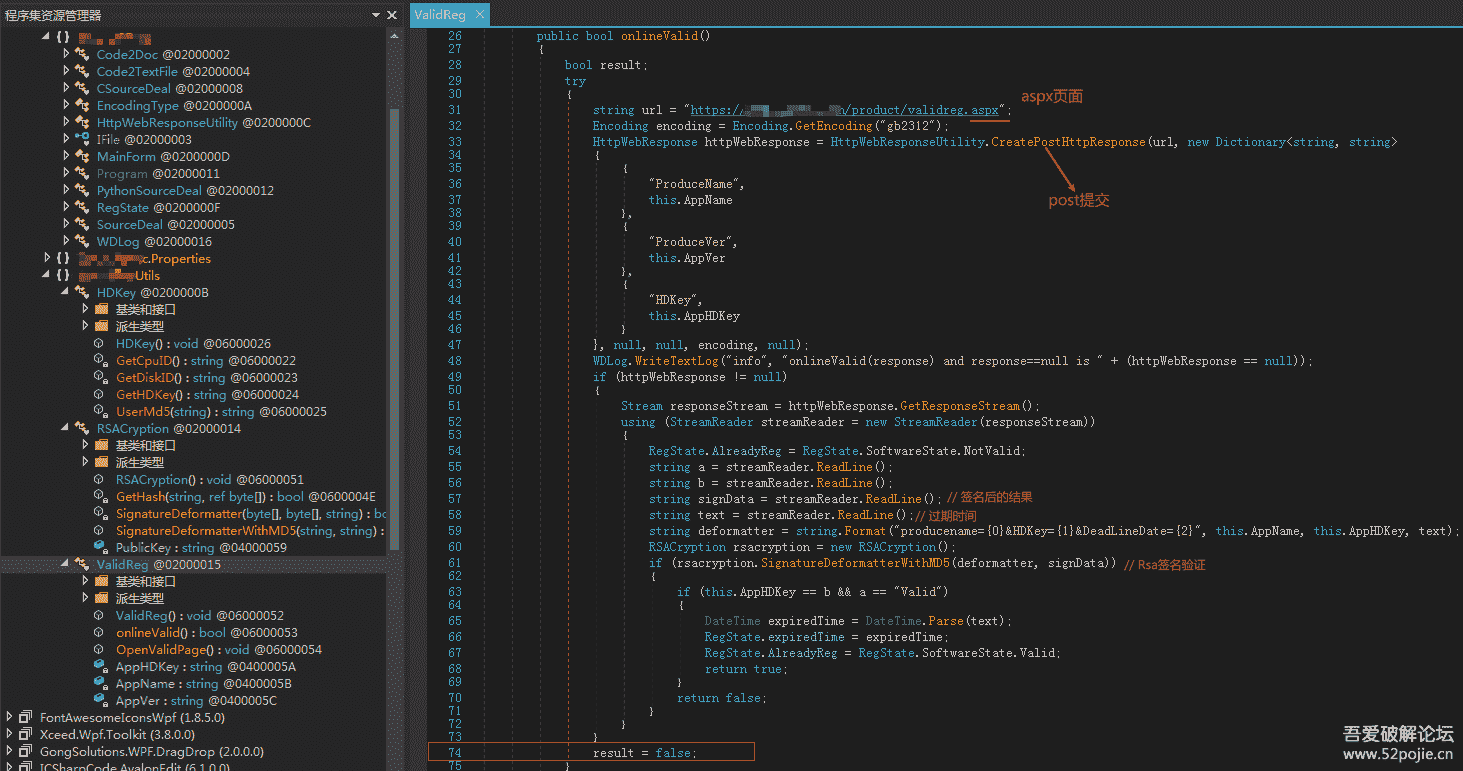 程序集资源管理器
Code2Doc @02000002
Code2TextFile @02000004
CSourceDeal @02000008
EncodingType @0200000A
HttpWebResponseUtility @0200000C
IFile @02000003
MainForm @0200000D
Program @02000011
PythonSourceDeal @02000012
RegState @0200000F
SourceDeal @02000005
WDLog @02000016
c.Properties
Utils
HDKey @0200000B
基类和接口
派生类型
HDKey() : void @06000026
GetCpuID() : string @06000022
GetDiskID() : string @06000023
GetHDKey() : string @06000024
UserMd5(string) : string @06000025
RSACryption @02000014
基类和接口
派生类型
RSACryption() : void @06000051
GetHash(string, ref byte[]) : bool @0600004E
SignatureDeformatter(byte[], byte[], string) : bo
SignatureDeformatterWithMD5(string, string) :
PublicKey : string @04000059
ValidReg @02000015
基类和接口
派生类型
ValidReg() : void @06000052
onlineValid() : bool @06000053
OpenValidPage() : void @06000054
AppHDKey : string @0400005A
AppName : string @0400005B
AppVer : string @0400005C
FontAwesomeIconsWpf (1.8.5.0)
Xceed.Wpf.Toolkit (3.8.0.0)
GongSolutions.WPF.DragDrop (2.0.0.0)
ICSharpCode.AvalonEdit (6.1.0.0)
ValidReg
26 public bool onlineValid()
27 {
28 bool result;
29 try
30 {
31 string url = "https:// /product/validreg.aspx";
aspx页面
32 Encoding encoding = Encoding.GetEncoding("gb2312");
33 HttpWebResponse httpWebResponse = HttpWebResponseUtility.CreatePostHttpResponse(url, new Dictionary<string, string>
34 {
35 {
36 "ProduceName",
37 this.AppName
post提交
38 },
39 {
40 "ProduceVer",
41 this.AppVer
42 },
43 {
44 "HDKey",
45 this.AppHDKey
46 }
47 }, null, null, encoding, null);
48 WDLog.WriteTextLog("info", "onlineValid(response) and response==null is " + (httpWebResponse == null));
49 if (httpWebResponse != null)
50 {
51 Stream responseStream = httpWebResponse.GetResponseStream();
52 using (StreamReader streamReader = new StreamReader(responseStream))
53 {
54 RegState.AlreadyReg = RegState.SoftwareState.NotValid;
55 string a = streamReader.ReadLine();
56 string b = streamReader.ReadLine();
57 string signData = streamReader.ReadLine(); // 签名后的结果
58 string text = streamReader.ReadLine(); // 过期时间
59 string deformatter = string.Format("producename={0}&HDKey={1}&DeadLineDate={2}", this.AppName, this.AppHDKey, text);
60 RSACryption rsacryption = new RSACryption();
61 if (rsacryption.SignatureDeformatterWithMD5(deformatter, signData)) // Rsa签名验证
62 {
63 if (this.AppHDKey == b && a == "Valid")
64 {
65 DateTime expiredTime = DateTime.Parse(text);
66 RegState.expiredTime = expiredTime;
67 RegState.AlreadyReg = RegState.SoftwareState.Valid;
68 return true;
69 }
70 return false;
71 }
72 }
73 }
74 result = false;
75 }
吾爱破解论坛
www.52pojie.cn